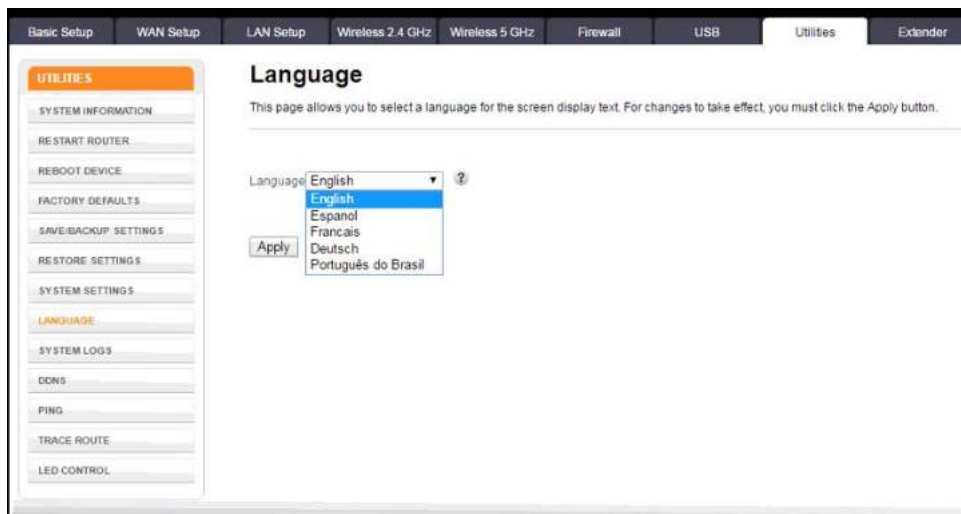 Basic Setup WAN Setup LAN Setup Wireless 2.4 GHz Wireless 5 GHz Firewall USB Utilities Extender
UTILITIES
SYSTEM INFORMATION
RESTART ROUTER
REBOOT DEVICE
FACTORY DEFAULTS
SAVE/BACKUP SETTINGS
RESTORE SETTINGS
SYSTEM SETTINGS
LANGUAGE
SYSTEM LOGS
DDNS
PING
TRACE ROUTE
LED CONTROL
Language
This page allows you to select a language for the screen display text. For changes to take effect, you must click the Apply button.
Language English ?
English
Espanol
Francais
Deutsch
Português do Brasil
Apply